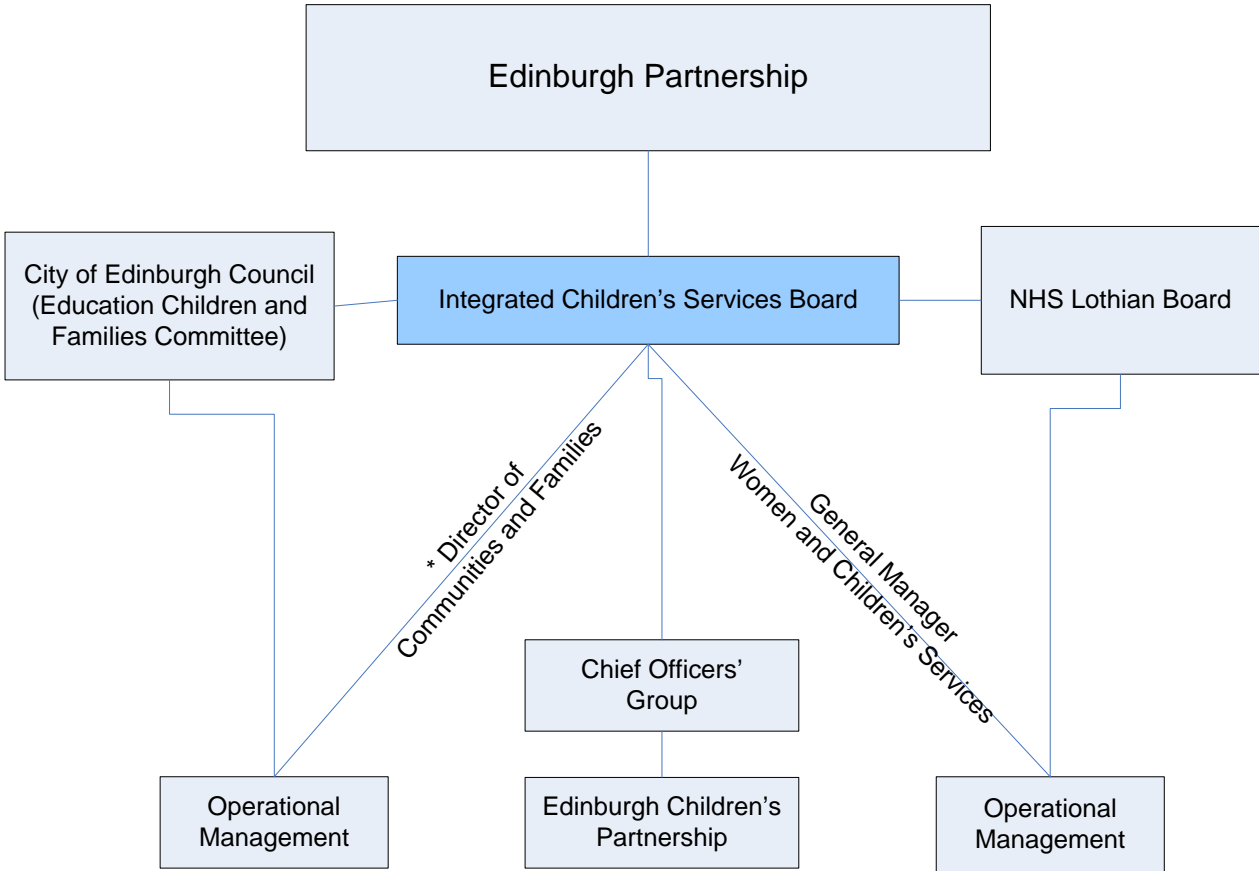 Edinburgh Partnership
City of Edinburgh Council
(Education Children and
Families Committee)
Integrated Children’s Services Board
NHS Lothian Board
* Director of
Communities and Families
General Manager
Women and Children’s Services
Chief Officers’
Group
Operational
Management
Edinburgh Children’s
Partnership
Operational
Management